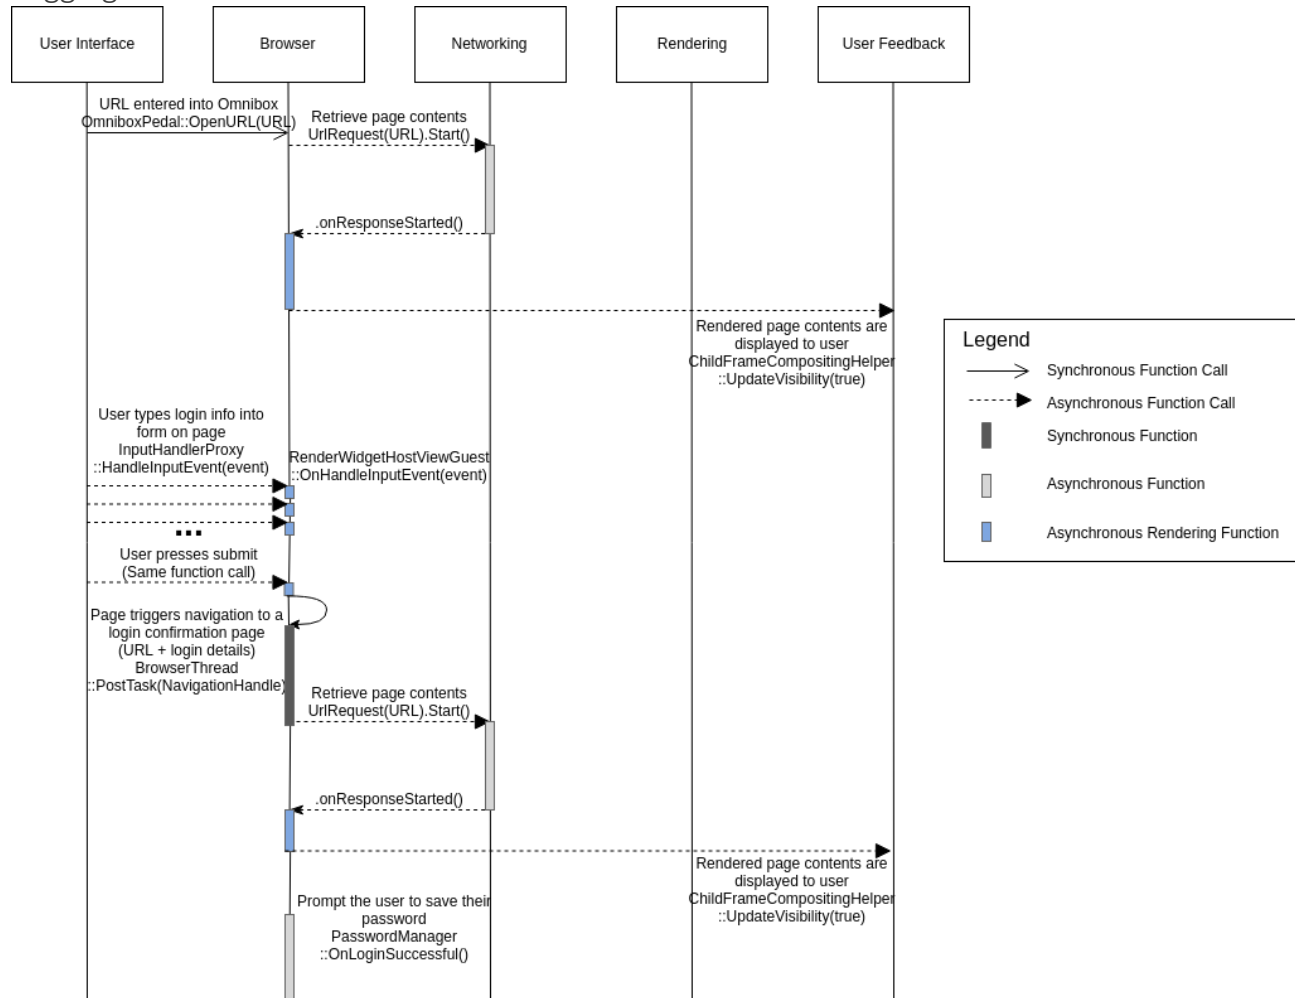 User Interface
Browser
Networking
Rendering
User Feedback
URL entered into Omnibox
OmniboxPedal::OpenURL(URL)
Retrieve page contents
UrlRequest(URL).Start()
.onResponseStarted()
Rendered page contents are
displayed to user
ChildFrameCompositingHelper
::UpdateVisibility(true)
Legend
Synchronous Function Call
Asynchronous Function Call
Synchronous Function
Asynchronous Function
Asynchronous Rendering Function
User types login info into
form on page
InputHandlerProxy
::HandleInputEvent(event)
RenderWidgetHostViewGuest
::OnHandleInputEvent(event)
...
User presses submit
(Same function call)
Page triggers navigation to a
login confirmation page
(URL + login details)
BrowserThread
::PostTask(NavigationHandle)
Retrieve page contents
UrlRequest(URL).Start()
.onResponseStarted()
Rendered page contents are
displayed to user
ChildFrameCompositingHelper
::UpdateVisibility(true)
Prompt the user to save their
password
PasswordManager
::OnLoginSuccessful()